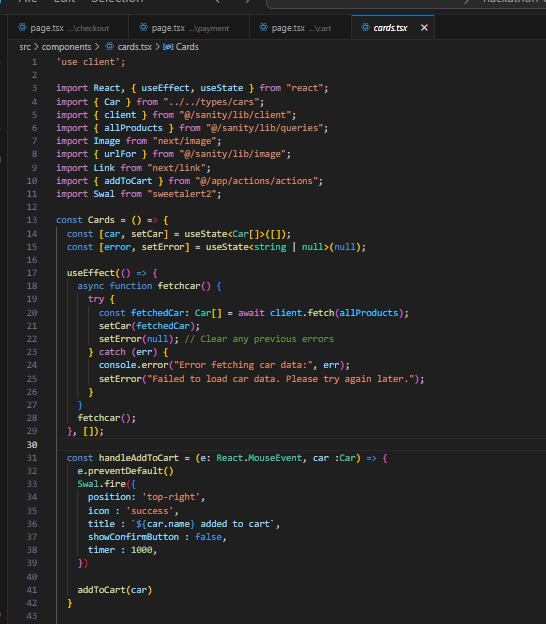 page.tsx ...\checkout
page.tsx ...\payment
page.tsx ...\cart
cards.tsx
src > components > cards.tsx > Cards
1 'use client';
2
3 import React, { useEffect, useState } from "react";
4 import { Car } from "../../types/cars";
5 import { client } from "@/sanity/lib/client";
6 import { allProducts } from "@/sanity/lib/queries";
7 import Image from "next/image";
8 import { urlFor } from "@/sanity/lib/image";
9 import Link from "next/link";
10 import { addToCart } from "@/app/actions/actions";
11 import Swal from "sweetalert2";
12
13 const Cards = () => {
14 const [car, setCar] = useState<Car[]>([]);
15 const [error, setError] = useState<string | null>(null);
16
17 useEffect(() => {
18 async function fetchcar() {
19 try {
20 const fetchedCar: Car[] = await client.fetch(allProducts);
21 setCar(fetchedCar);
22 setError(null); // Clear any previous errors
23 } catch (err) {
24 console.error("Error fetching car data:", err);
25 setError("Failed to load car data. Please try again later.");
26 }
27 }
28 fetchcar();
29 }, []);
30
31 const handleAddToCart = (e: React.MouseEvent, car :Car) => {
32 e.preventDefault()
33 Swal.fire({
34 position: 'top-right',
35 icon : 'success',
36 title : `${car.name} added to cart`,
37 showConfirmButton : false,
38 timer : 1000,
39 })
40
41 addToCart(car)
42 }
43